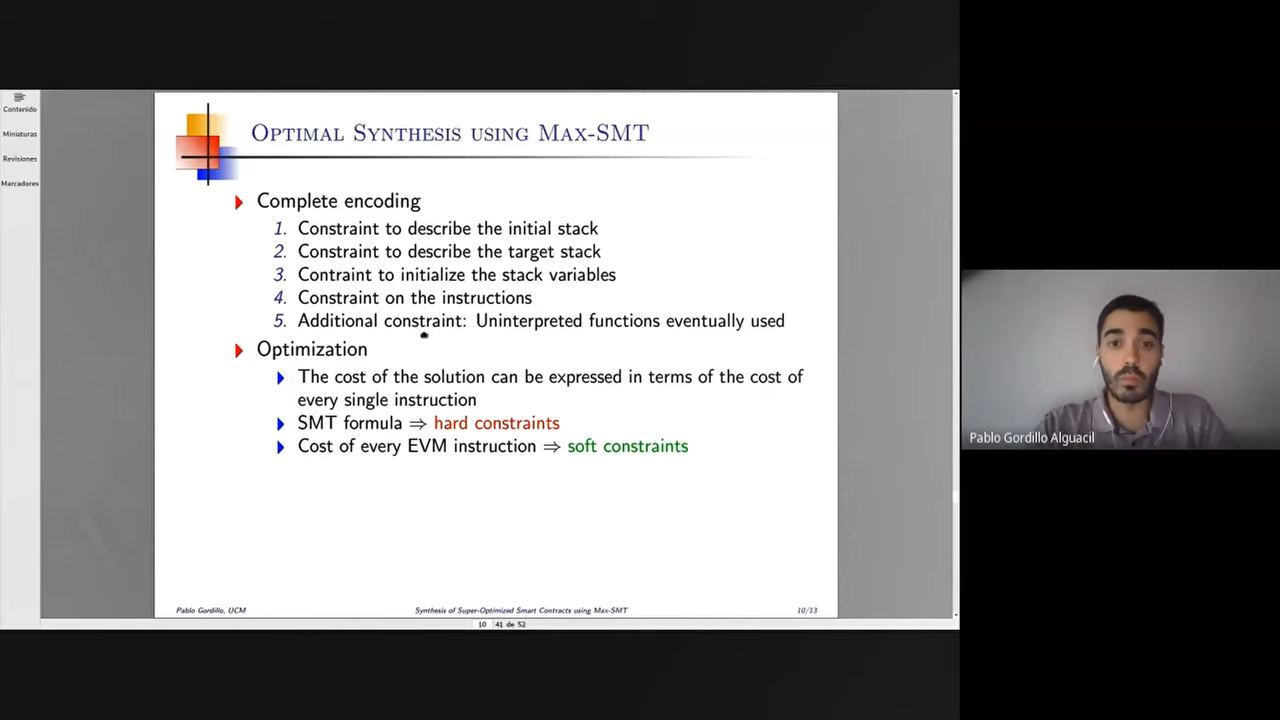 Contenido
Miniaturas
Revisiones
Marcadores
Optimal Synthesis using Max-SMT
Complete encoding
1. Constraint to describe the initial stack
2. Constraint to describe the target stack
3. Contraint to initialize the stack variables
4. Constraint on the instructions
5. Additional constraint: Uninterpreted functions eventually used
Optimization
The cost of the solution can be expressed in terms of the cost of
every single instruction
SMT formula ⇒ hard constraints
Cost of every EVM instruction ⇒ soft constraints
Pablo Gordillo, UCM Synthesis of Super-Optimized Smart Contracts using Max-SMT 10/13
10 41 de 52
Pablo Gordillo Alguacil